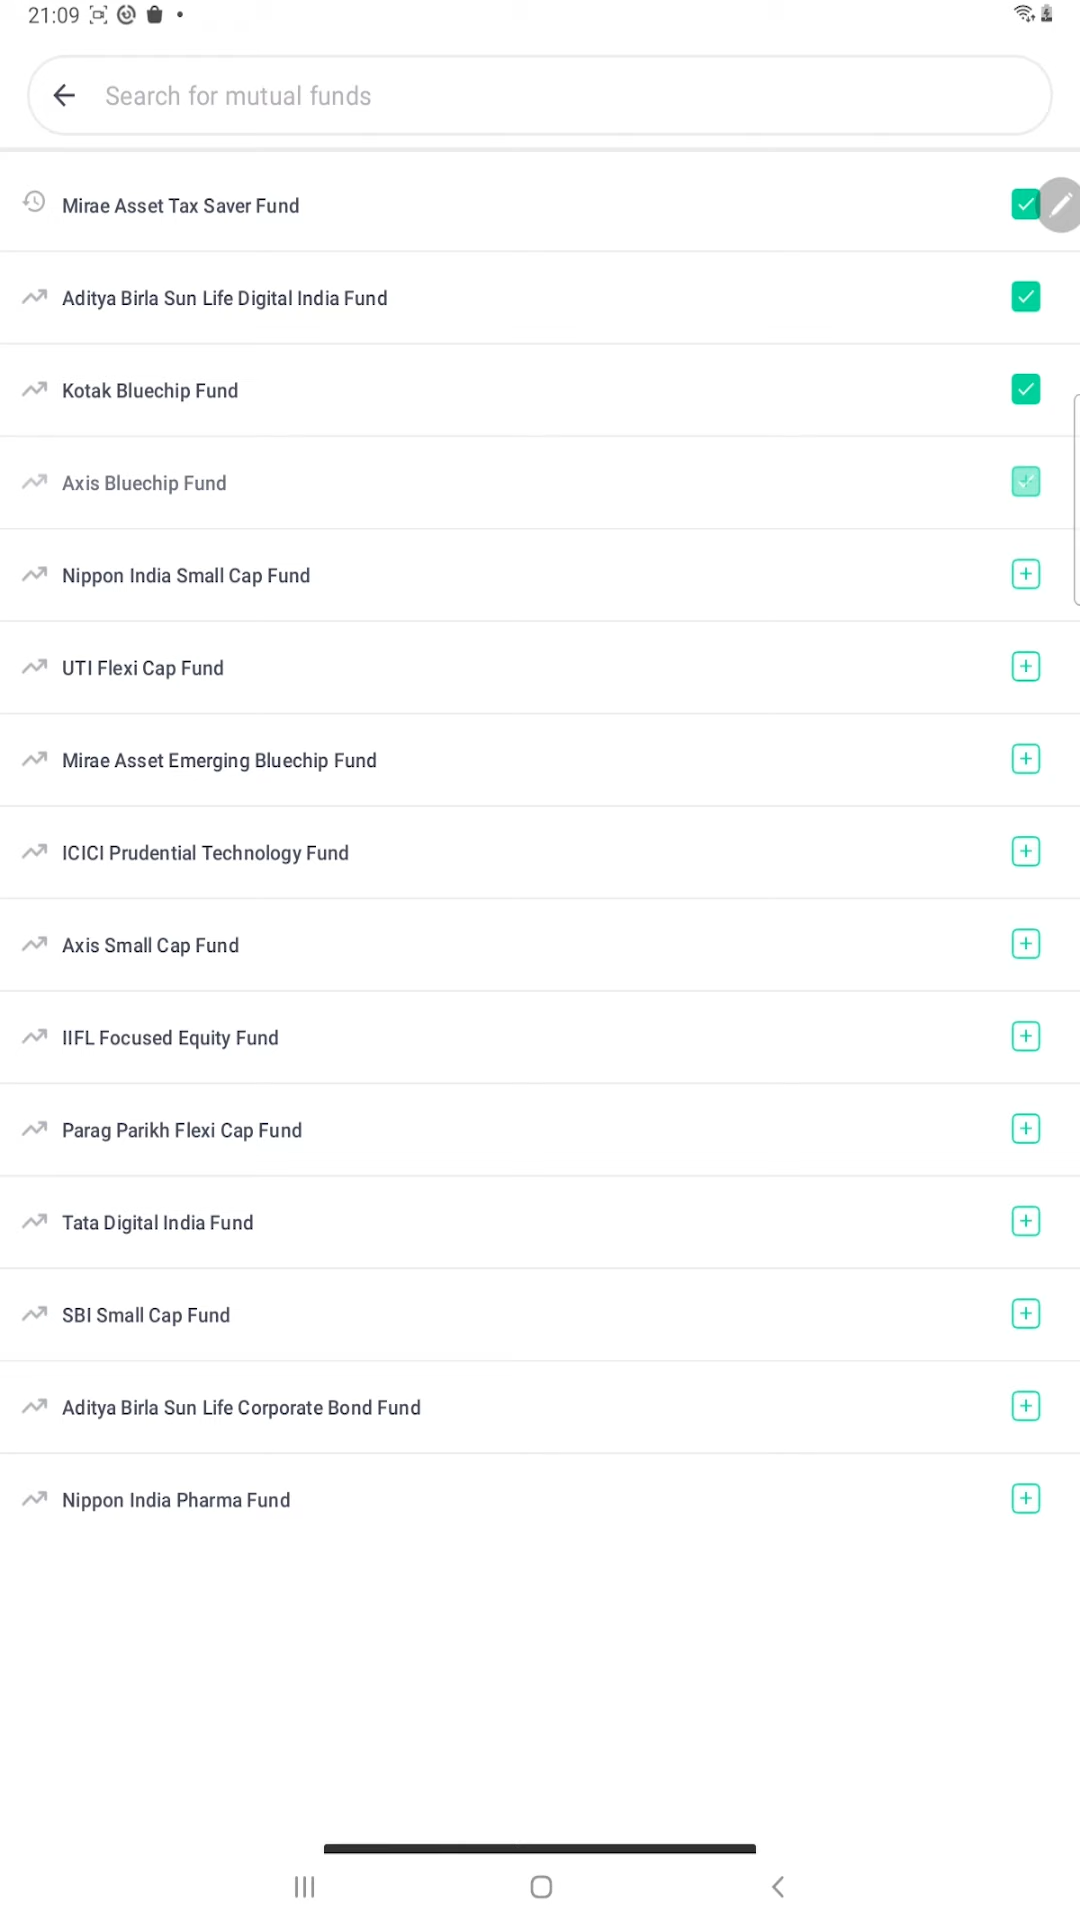 21:09
Search for mutual funds
Mirae Asset Tax Saver Fund
Aditya Birla Sun Life Digital India Fund
Kotak Bluechip Fund
Axis Bluechip Fund
Nippon India Small Cap Fund
UTI Flexi Cap Fund
Mirae Asset Emerging Bluechip Fund
ICICI Prudential Technology Fund
Axis Small Cap Fund
IIFL Focused Equity Fund
Parag Parikh Flexi Cap Fund
Tata Digital India Fund
SBI Small Cap Fund
Aditya Birla Sun Life Corporate Bond Fund
Nippon India Pharma Fund